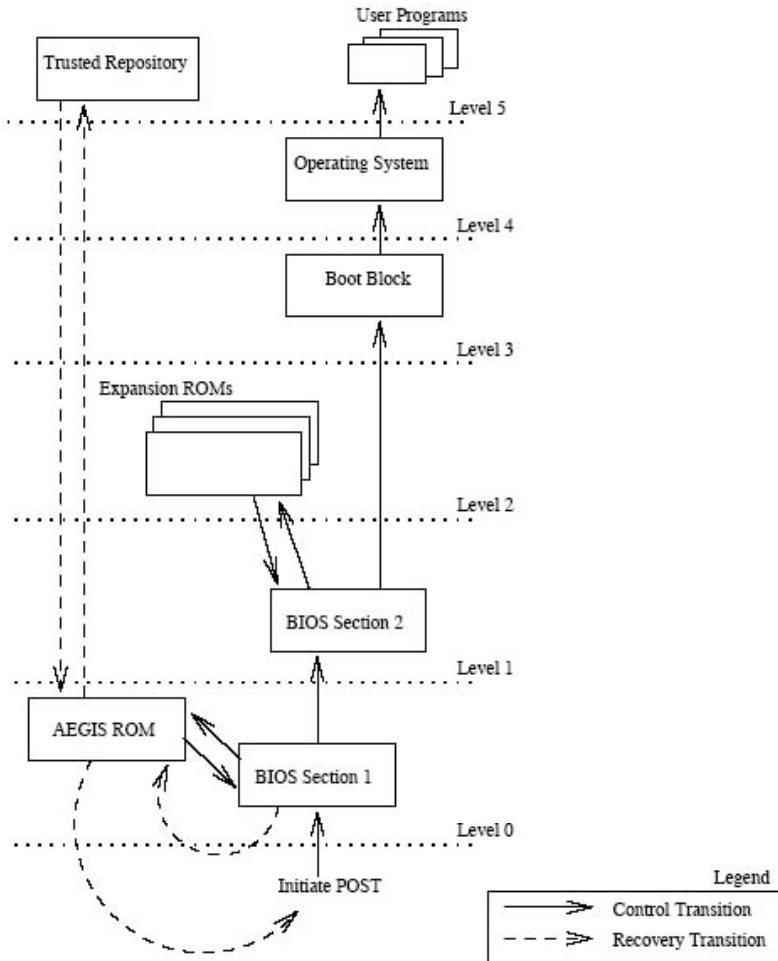 User Programs
Trusted Repository
Level 5
Operating System
Level 4
Boot Block
Level 3
Expansion ROMs
Level 2
BIOS Section 2
Level 1
AEGIS ROM
BIOS Section 1
Level 0
Initiate POST
Legend
Control Transition
Recovery Transition